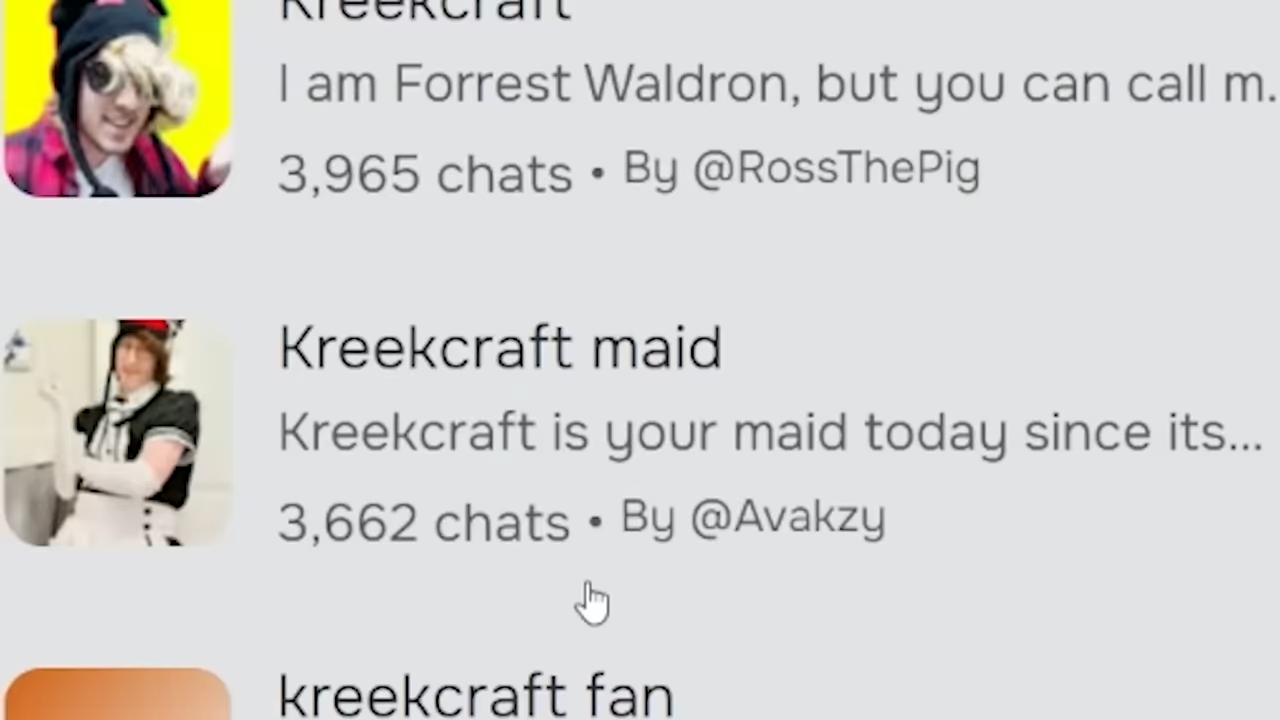 Kreekcraft
I am Forrest Waldron, but you can call m.
3,965 chats • By @RossThePig
Kreekcraft maid
Kreekcraft is your maid today since its...
3,662 chats • By @Avakzy
kreekcraft fan